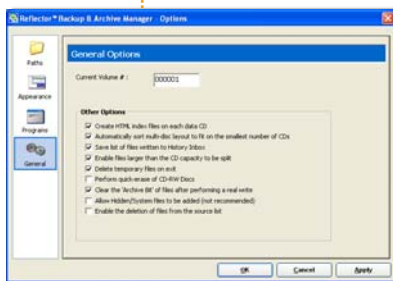 Reflector™ Backup & Archive Manager - Options
Paths
Appearance
Programs
General
General Options
Current Volume # :
000001
Other Options
Create HTML index files on each data CD
Automatically sort multi-disc layout to fit on the smallest number of CDs
Save list of files written to History Inbox
Enable files larger than the CD capacity to be split
Delete temporary files on exit
Perform quick-erase of CD-RW Discs
Clear the 'Archive Bit' of files after performing a real write
Allow Hidden/System files to be added (not recommended)
Enable the deletion of files from the source list
OK
Cancel
Apply